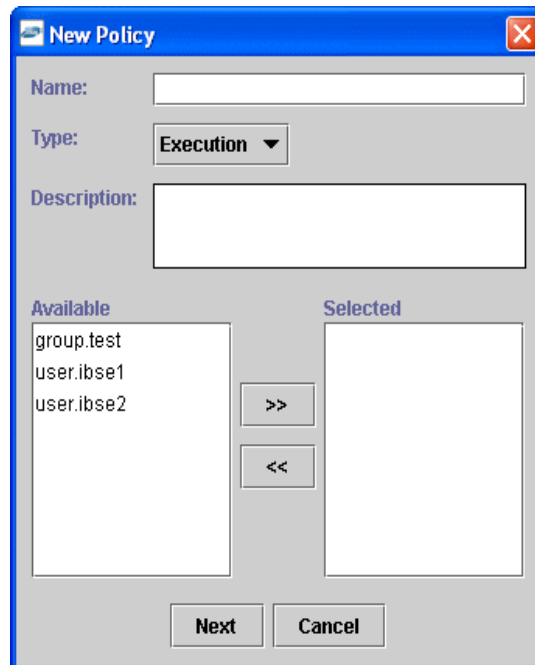 New Policy
Name:
Type: Execution
Description:
Available Selected
group.test
user.ibse1
user.ibse2
>>
<<
Next Cancel